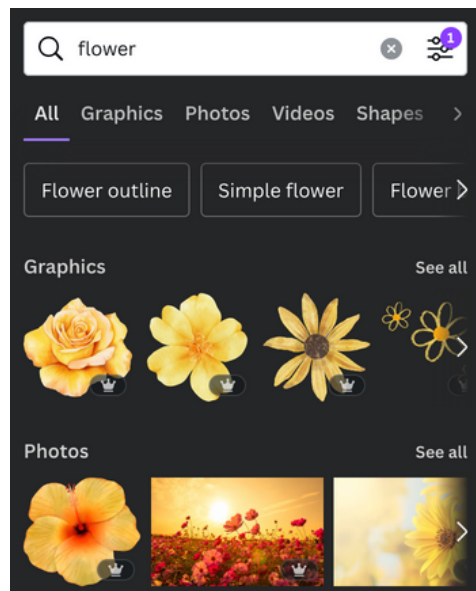 flower
1
All Graphics Photos Videos Shapes
Flower outline Simple flower Flower
Graphics See all
Photos See all